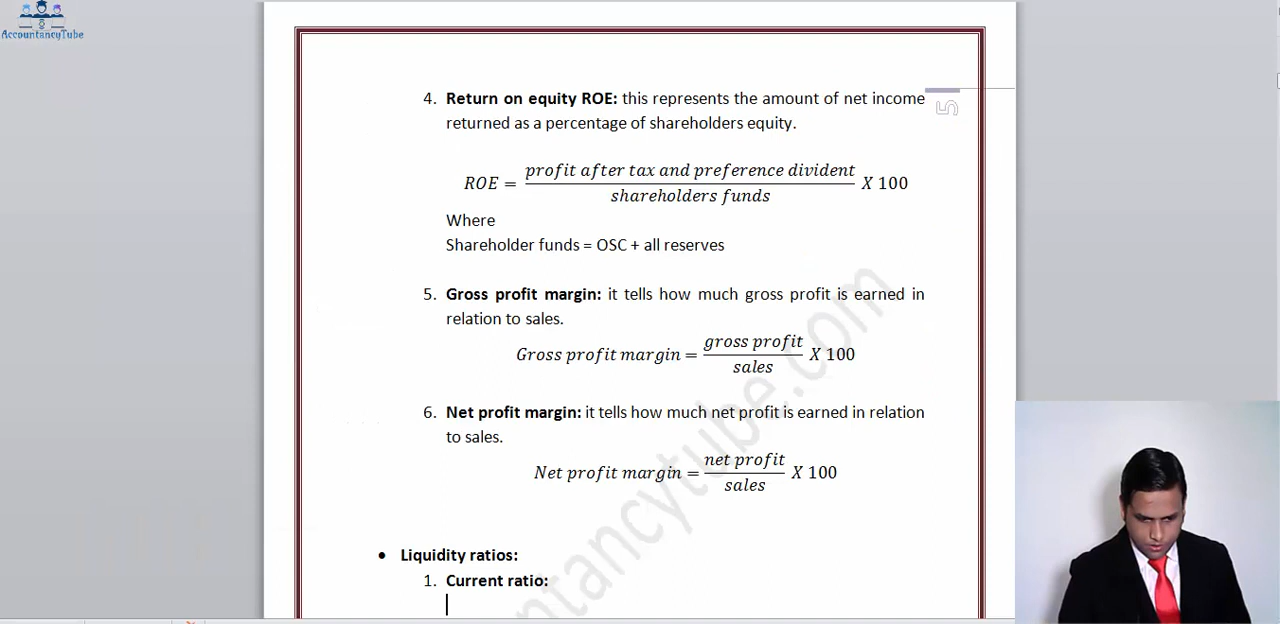 AccountancyTube
5
4. Return on equity ROE: this represents the amount of net income
returned as a percentage of shareholders equity.
ROE = profit after tax and preference divident / shareholders funds X 100
Where
Shareholder funds = OSC + all reserves
5. Gross profit margin: it tells how much gross profit is earned in
relation to sales.
Gross profit margin = gross profit / sales X 100
6. Net profit margin: it tells how much net profit is earned in relation
to sales.
Net profit margin = net profit / sales X 100
• Liquidity ratios:
1. Current ratio:
ntancytube.com